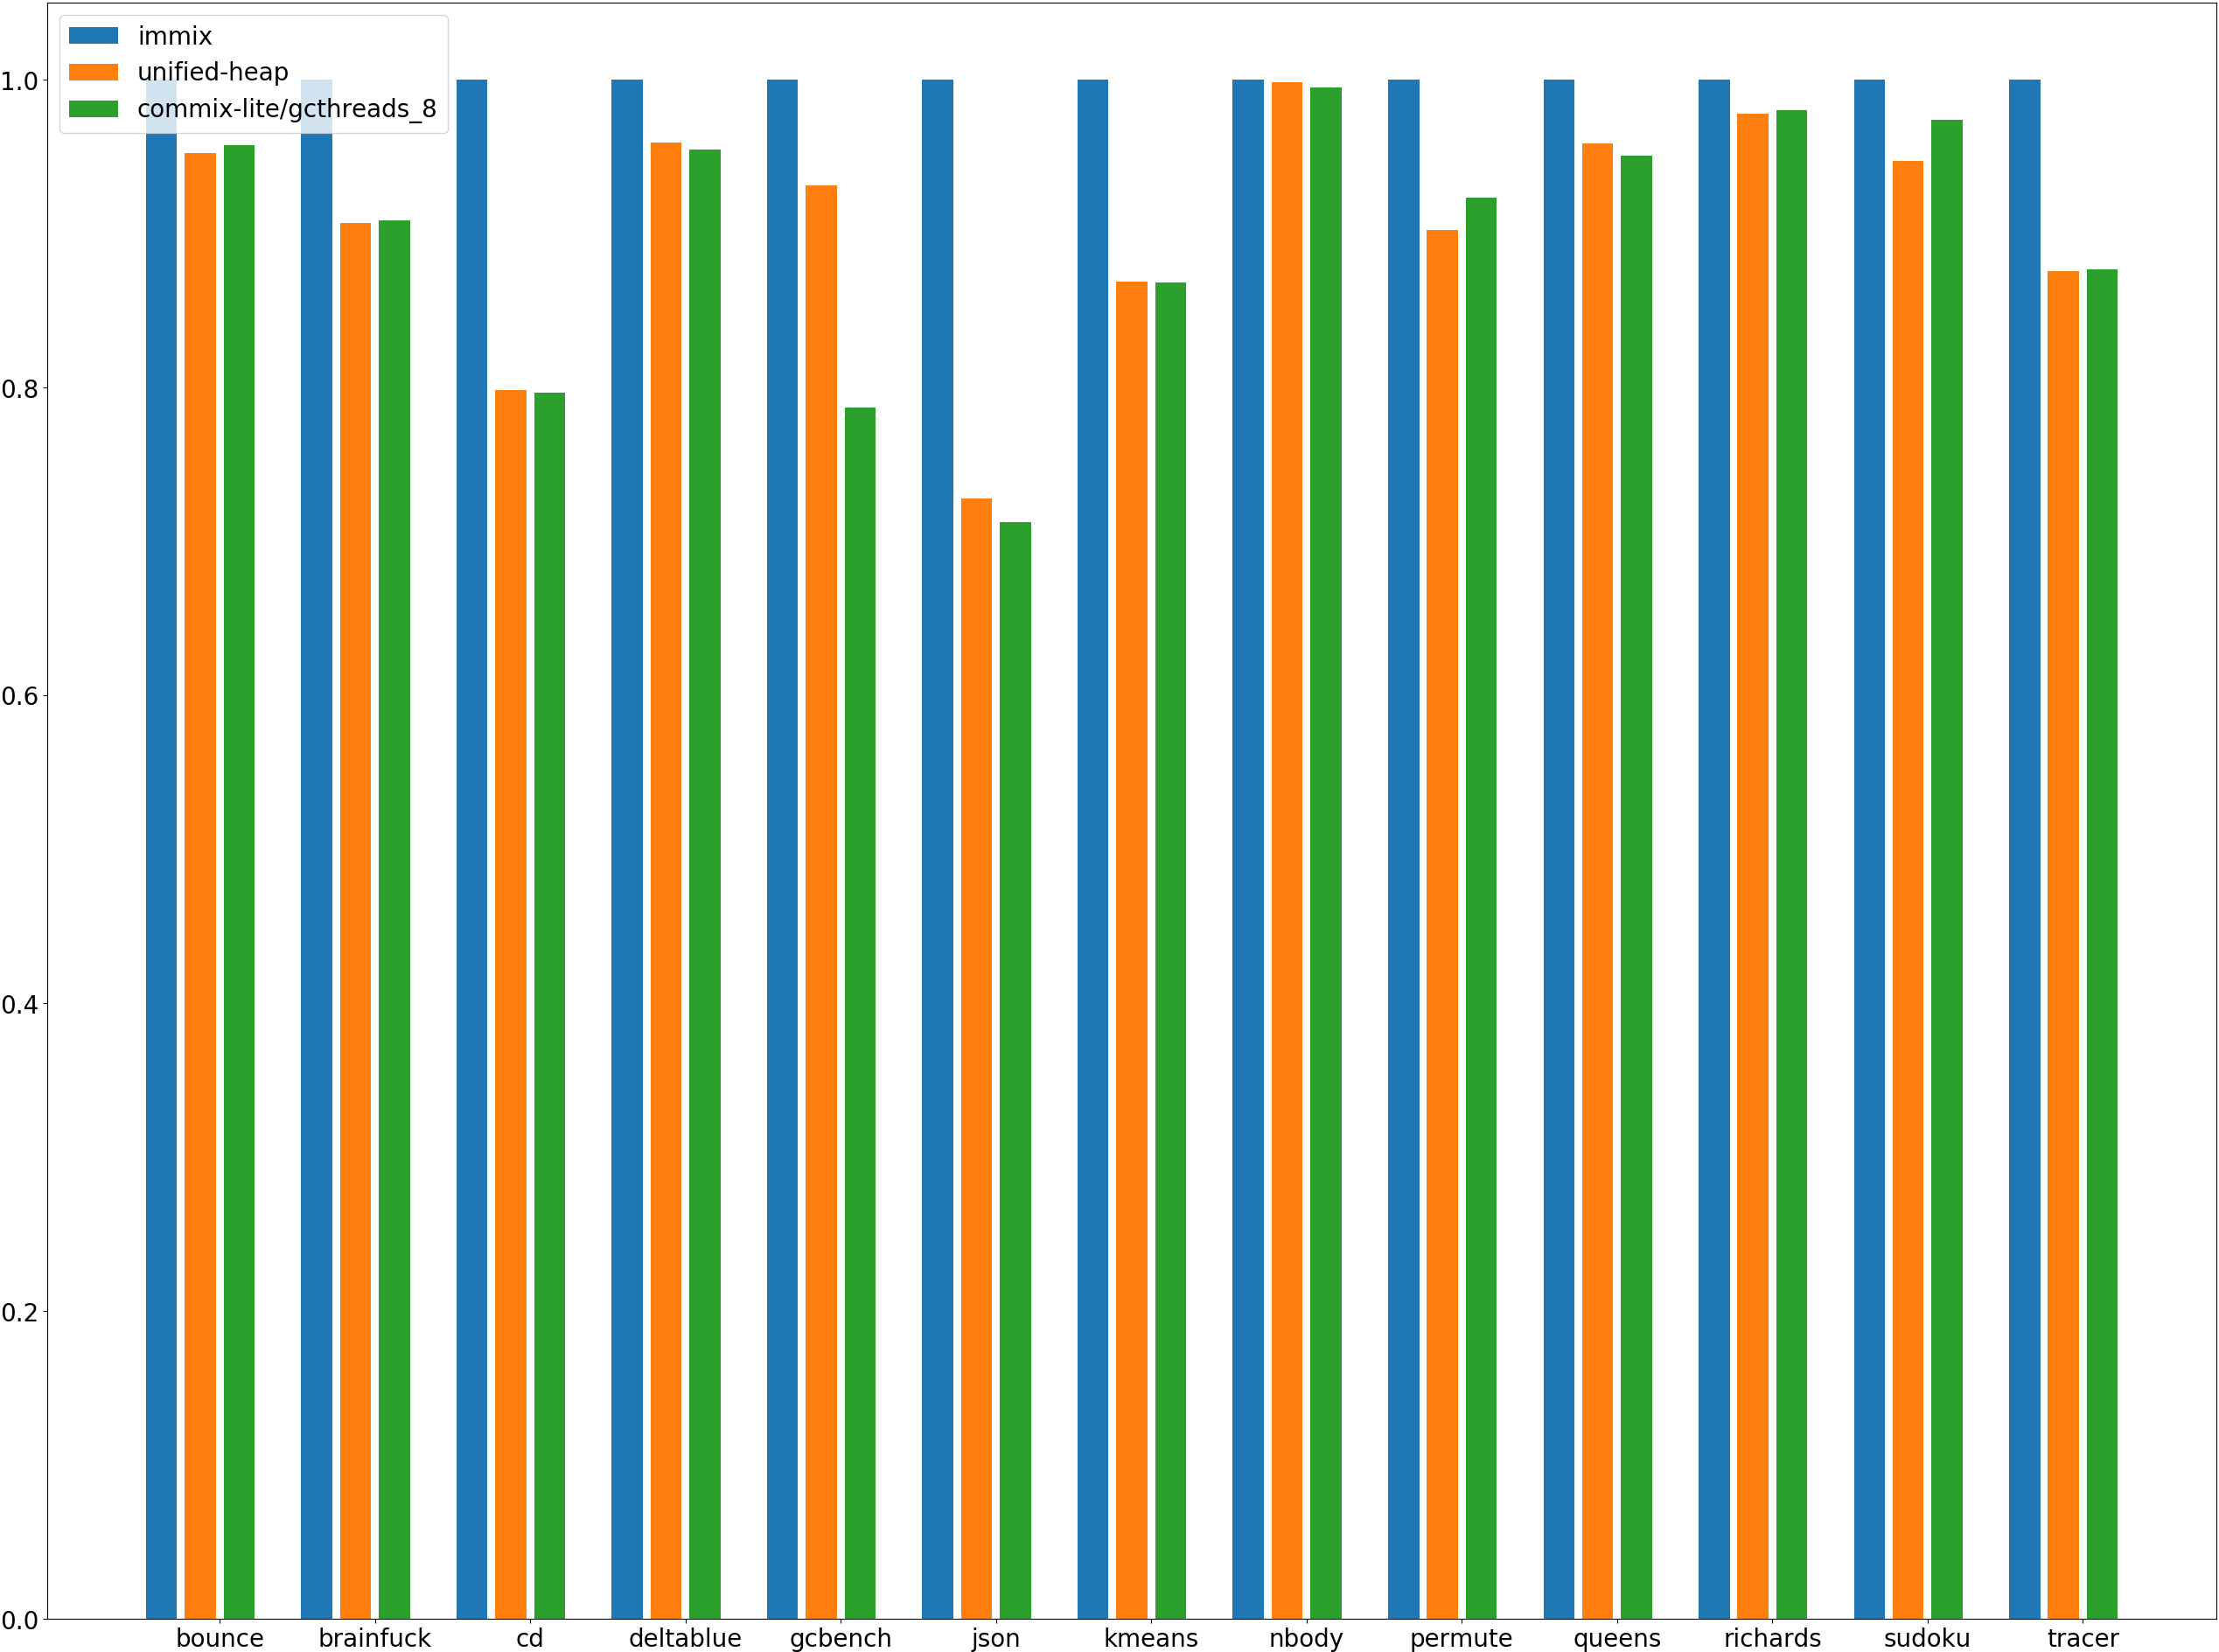 immix
unified-heap
commix-lite/gcthreads_8
1.0
0.8
0.6
0.4
0.2
0.0
bounce brainfuck cd deltablue gcbench json kmeans nbody permute queens richards sudoku tracer